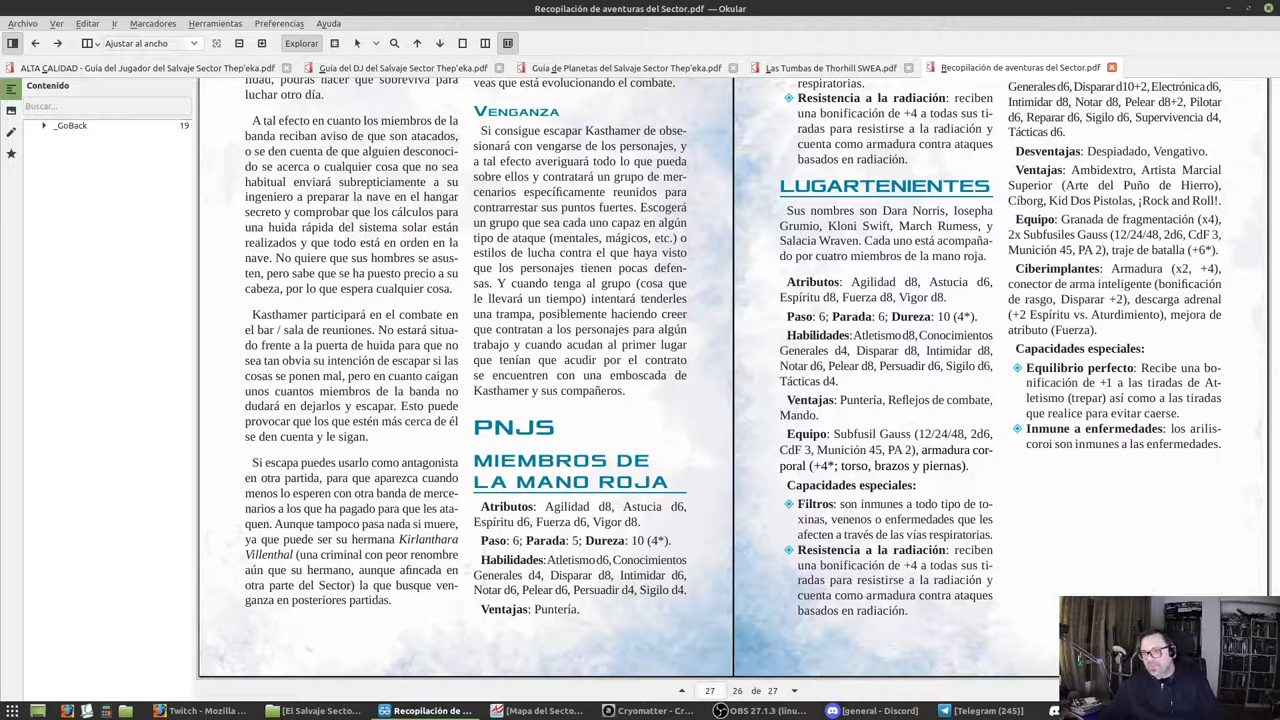 Recopilación de aventuras del Sector.pdf — Okular
Archivo Ver Editar Ir Marcadores Herramientas Preferencias Ayuda
Ajustar al ancho
Explorar
ALTA CALIDAD - Guía del Jugador del Salvaje Sector Thep'eka.pdf
Guía del DJ del Salvaje Sector Thep'eka.pdf
Guía de Planetas del Salvaje Sector Thep'eka.pdf
Las Tumbas de Thorhill SWEA.pdf
Recopilación de aventuras del Sector.pdf
Contenido
Buscar...
_GoBack 19
podrás hacer que sobreviva para
luchar otro día.
A tal efecto en cuanto los miembros de la
banda reciban aviso de que son atacados,
o se den cuenta de que alguien desconoci-
do se acerca o cualquier cosa que no sea
habitual enviará subrepticiamente a su
ingeniero a preparar la nave en el hangar
secreto y comprobar que los cálculos para
una huida rápida del sistema solar están
realizados y que todo está en orden en la
nave. No quiere que sus hombres se asus-
ten, pero sabe que se ha puesto precio a su
cabeza, por lo que espera cualquier cosa.
Kasthamer participará en el combate en
el bar / sala de reuniones. No estará situa-
do frente a la puerta de huida para que no
sea tan obvia su intención de escapar si las
cosas se ponen mal, pero en cuanto caigan
unos cuantos miembros de la banda no
dudará en dejarlos y escapar. Esto puede
provocar que los que estén más cerca de él
se den cuenta y le sigan.
Si escapa puedes usarlo como antagonista
en otra partida, para que aparezca cuando
menos lo esperen con otra banda de merce-
narios a los que ha pagado para que les ata-
quen. Aunque tampoco pasa nada si muere,
ya que puede ser su hermana Kirlanthara
Villenthal (una criminal con peor renombre
aún que su hermano, aunque afincada en
otra parte del Sector) la que busque ven-
ganza en posteriores partidas.
veas que está evolucionando el combate.
VENGANZA
Si consigue escapar Kasthamer de obse-
sionará con vengarse de los personajes, y
a tal efecto averiguará todo lo que pueda
sobre ellos y contratará un grupo de mer-
cenarios específicamente reunidos para
contrarrestar sus puntos fuertes. Escogerá
un grupo que sea cada uno capaz en algún
tipo de ataque (mentales, mágicos, etc.) o
estilos de lucha contra el que haya visto
que los personajes tienen pocas defen-
sas. Y cuando tenga al grupo (cosa que
le llevará un tiempo) intentará tenderles
una trampa, posiblemente haciendo creer
que contratan a los personajes para algún
trabajo y cuando acudan al primer lugar
que tenían que acudir por el contrato
se encuentren con una emboscada de
Kasthamer y sus compañeros.
PNJS
MIEMBROS DE
LA MANO ROJA
Atributos: Agilidad d8, Astucia d6,
Espíritu d6, Fuerza d6, Vigor d8.
Paso: 6; Parada: 5; Dureza: 10 (4*).
Habilidades: Atletismo d6, Conocimientos
Generales d4, Disparar d8, Intimidar d6,
Notar d6, Pelear d6, Persuadir d4, Sigilo d4.
Ventajas: Puntería.
respiratorias.
Resistencia a la radiación: reciben
una bonificación de +4 a todas sus ti-
radas para resistirse a la radiación y
cuenta como armadura contra ataques
basados en radiación.
LUGARTENIENTES
Sus nombres son Dara Norris, Iosepha
Grumio, Kloni Swift, March Rumess, y
Salacia Wraven. Cada uno está acompaña-
do por cuatro miembros de la mano roja.
Atributos: Agilidad d8, Astucia d6,
Espíritu d8, Fuerza d8, Vigor d8.
Paso: 6; Parada: 6; Dureza: 10 (4*).
Habilidades: Atletismo d8, Conocimientos
Generales d4, Disparar d8, Intimidar d8,
Notar d6, Pelear d8, Persuadir d6, Sigilo d6,
Tácticas d4.
Ventajas: Puntería, Reflejos de combate,
Mando.
Equipo: Subfusil Gauss (12/24/48, 2d6,
CdF 3, Munición 45, PA 2), armadura cor-
poral (+4*; torso, brazos y piernas).
Capacidades especiales:
Filtros: son inmunes a todo tipo de to-
xinas, venenos o enfermedades que les
afecten a través de las vías respiratorias.
Resistencia a la radiación: reciben
una bonificación de +4 a todas sus ti-
radas para resistirse a la radiación y
cuenta como armadura contra ataques
basados en radiación.
Generales d6, Disparar d10+2, Electrónica d6,
Intimidar d8, Notar d8, Pelear d8+2, Pilotar
d6, Reparar d6, Sigilo d6, Supervivencia d4,
Tácticas d6.
Desventajas: Despiadado, Vengativo.
Ventajas: Ambidextro, Artista Marcial
Superior (Arte del Puño de Hierro),
Cíborg, Kid Dos Pistolas, ¡Rock and Roll!.
Equipo: Granada de fragmentación (x4),
2x Subfusiles Gauss (12/24/48, 2d6, CdF 3,
Munición 45, PA 2), traje de batalla (+6*).
Ciberimplantes: Armadura (x2, +4),
conector de arma inteligente (bonificación
de rasgo, Disparar +2), descarga adrenal
(+2 Espíritu vs. Aturdimiento), mejora de
atributo (Fuerza).
Capacidades especiales:
Equilibrio perfecto: Recibe una bo-
nificación de +1 a las tiradas de At-
letismo (trepar) así como a las tiradas
que realice para evitar caerse.
Inmune a enfermedades: los arilis-
coroi son inmunes a las enfermedades.
27 26 de 27
Twitch - Mozilla ...
[El Salvaje Secto...
Recopilación de ...
[Mapa del Secto...
Cryomatter - Cr...
OBS 27.1.3 (linu...
[general - Discord]
[Telegram (245)]